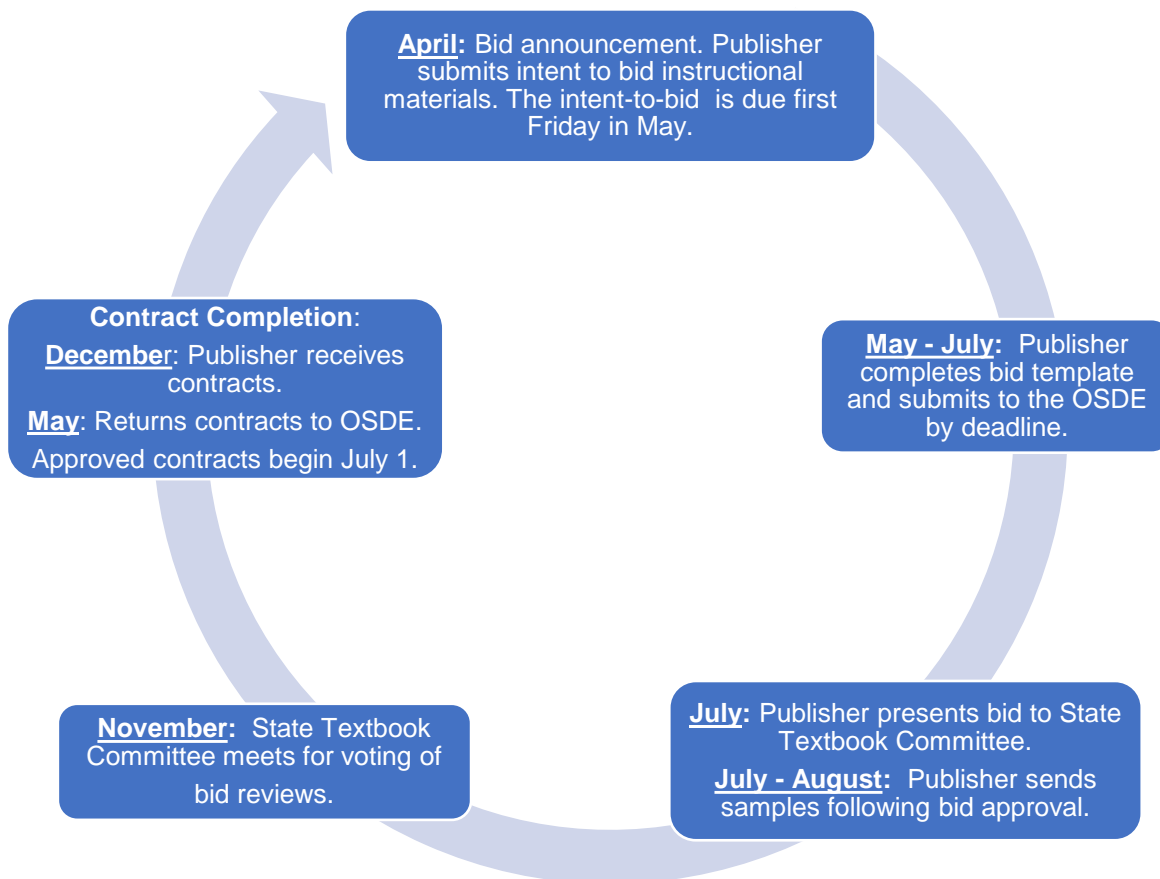 April: Bid announcement. Publisher
submits intent to bid instructional
materials. The intent-to-bid is due first
Friday in May.
May - July: Publisher
completes bid template
and submits to the OSDE
by deadline.
July: Publisher presents bid to State
Textbook Committee.
July - August: Publisher sends
samples following bid approval.
November: State Textbook
Committee meets for voting of
bid reviews.
Contract Completion:
December: Publisher receives
contracts.
May: Returns contracts to OSDE.
Approved contracts begin July 1.